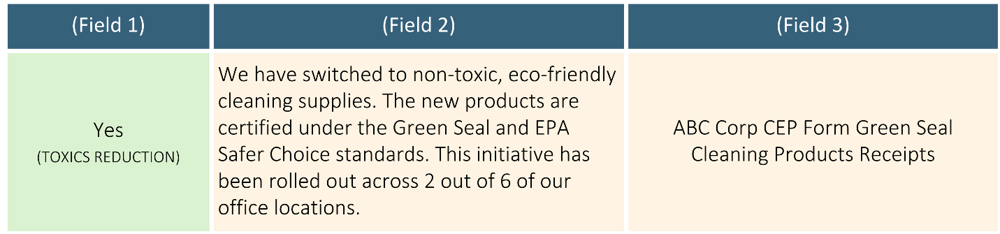 (Field 1)
(Field 2)
(Field 3)
Yes
(TOXICS REDUCTION)
We have switched to non-toxic, eco-friendly
cleaning supplies. The new products are
certified under the Green Seal and EPA
Safer Choice standards. This initiative has
been rolled out across 2 out of 6 of our
office locations.
ABC Corp CEP Form Green Seal
Cleaning Products Receipts